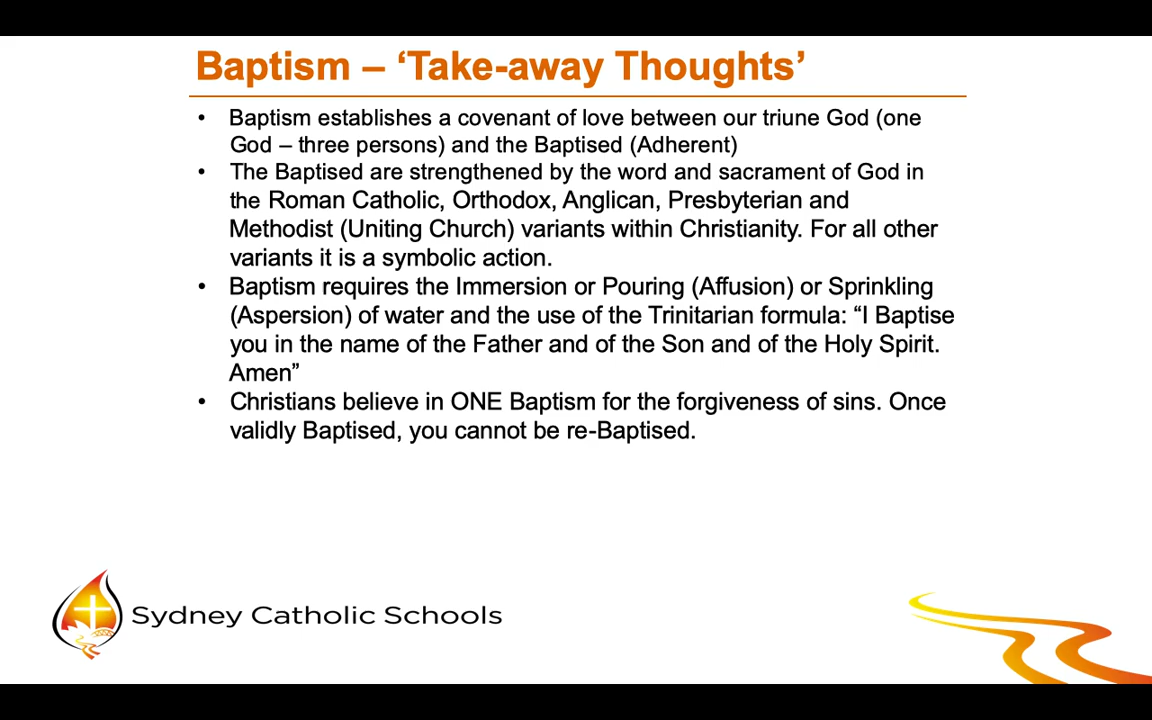 Baptism – ‘Take-away Thoughts’
• Baptism establishes a covenant of love between our triune God (one
God – three persons) and the Baptised (Adherent)
• The Baptised are strengthened by the word and sacrament of God in
the Roman Catholic, Orthodox, Anglican, Presbyterian and
Methodist (Uniting Church) variants within Christianity. For all other
variants it is a symbolic action.
• Baptism requires the Immersion or Pouring (Affusion) or Sprinkling
(Aspersion) of water and the use of the Trinitarian formula: “I Baptise
you in the name of the Father and of the Son and of the Holy Spirit.
Amen”
• Christians believe in ONE Baptism for the forgiveness of sins. Once
validly Baptised, you cannot be re-Baptised.
Sydney Catholic Schools